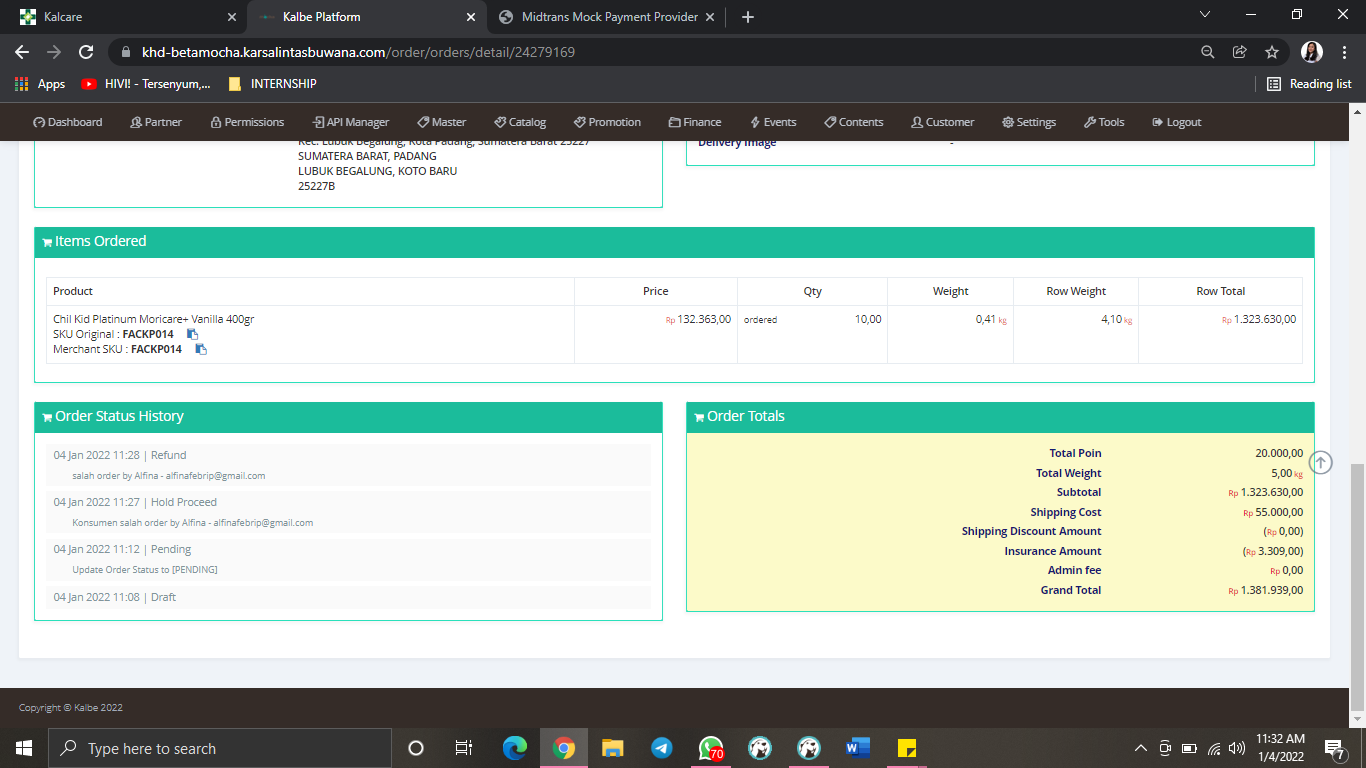 Kalcare
Kalbe Platform
Midtrans Mock Payment Provider
khd-betamocha.karsalintasbuwana.com/order/orders/detail/24279169
Apps
HIVI! - Tersenyum,...
INTERNSHIP
Reading list
Dashboard
Partner
Permissions
API Manager
Master
Catalog
Promotion
Finance
Events
Contents
Customer
Settings
Tools
Logout
Kec. Lubuk Begalung, Kota Padang, Sumatera Barat 25227
SUMATERA BARAT, PADANG
LUBUK BEGALUNG, KOTO BARU
25227B
Delivery Image -
Items Ordered
Product Price Qty Weight Row Weight Row Total
Chil Kid Platinum Moricare+ Vanilla 400gr Rp 132.363,00 ordered 10,00 0,41 kg 4,10 kg Rp 1.323.630,00
SKU Original : FACKP014
Merchant SKU : FACKP014
Order Status History
04 Jan 2022 11:28 | Refund
salah order by Alfina - alfinafebrip@gmail.com
04 Jan 2022 11:27 | Hold Proceed
Konsumen salah order by Alfina - alfinafebrip@gmail.com
04 Jan 2022 11:12 | Pending
Update Order Status to [PENDING]
04 Jan 2022 11:08 | Draft
Order Totals
Total Poin 20.000,00
Total Weight 5,00 kg
Subtotal Rp 1.323.630,00
Shipping Cost Rp 55.000,00
Shipping Discount Amount (Rp 0,00)
Insurance Amount (Rp 3.309,00)
Admin fee Rp 0,00
Grand Total Rp 1.381.939,00
Copyright © Kalbe 2022
Type here to search
70
11:32 AM
1/4/2022
7